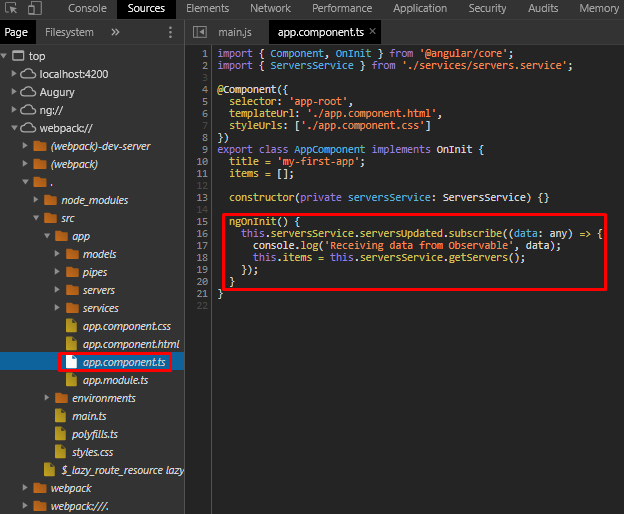 Console Sources Elements Network Performance Application Security Audits Memory
Page Filesystem »
main.js app.component.ts ×
top
localhost:4200
Augury
ng://
webpack://
(webpack)-dev-server
(webpack)
.
node_modules
src
app
models
pipes
servers
services
app.component.css
app.component.html
app.component.ts
app.module.ts
environments
main.ts
polyfills.ts
styles.css
$_lazy_route_resource lazy
webpack
webpack:///.
1 import { Component, OnInit } from '@angular/core';
2 import { ServersService } from './services/servers.service';
3
4 @Component({
5 selector: 'app-root',
6 templateUrl: './app.component.html',
7 styleUrls: ['./app.component.css']
8 })
9 export class AppComponent implements OnInit {
10 title = 'my-first-app';
11 items = [];
12
13 constructor(private serversService: ServersService) {}
14
15 ngOnInit() {
16 this.serversService.serversUpdated.subscribe((data: any) => {
17 console.log('Receiving data from Observable', data);
18 this.items = this.serversService.getServers();
19 });
20 }
21 }
22